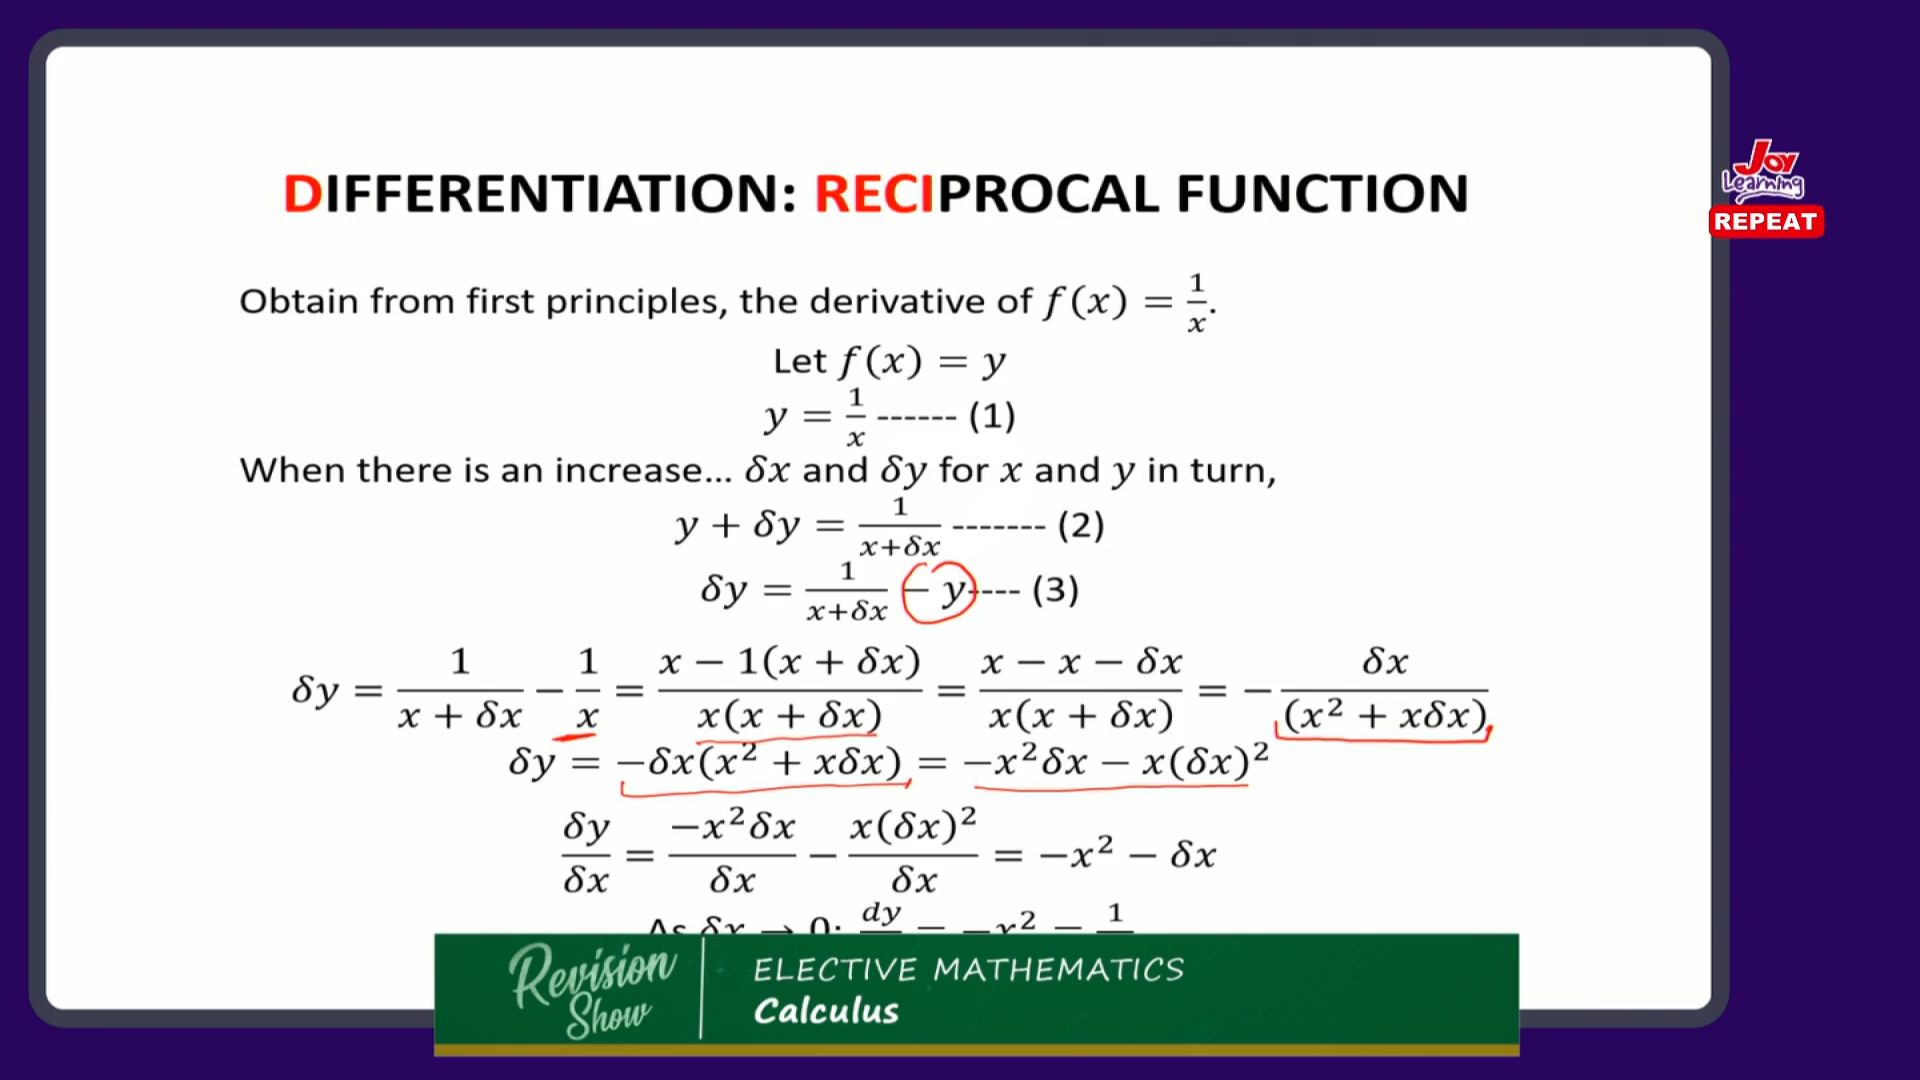 DIFFERENTIATION: RECIPROCAL FUNCTION
Joy
Learning
REPEAT
Obtain from first principles, the derivative of f(x) = 1/x.
Let f(x) = y
y = 1/x ------ (1)
When there is an increase... δx and δy for x and y in turn,
y + δy = 1/(x+δx) ------- (2)
δy = 1/(x+δx) − y---- (3)
δy = 1/(x + δx) − 1/x = (x − 1(x + δx))/(x(x + δx)) = (x − x − δx)/(x(x + δx)) = − δx/((x² + xδx))
δy = −δx(x² + xδx) = −x²δx − x(δx)²
δy/δx = −x²δx/δx − x(δx)²/δx = −x² − δx
Revision
Show
ELECTIVE MATHEMATICS
Calculus